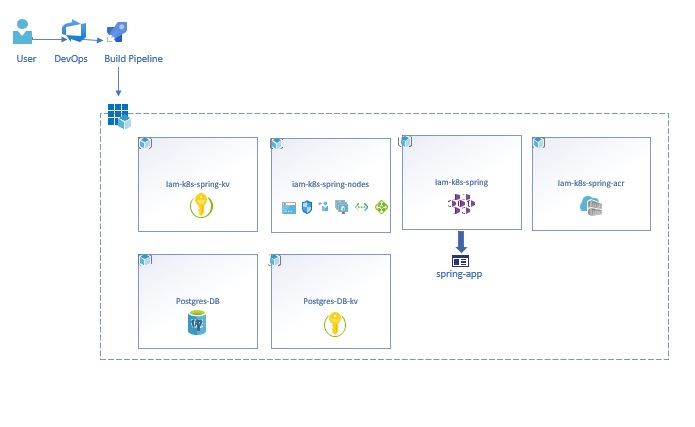 User
DevOps
Build Pipeline
Iam-k8s-spring-kv
iam-k8s-spring-nodes
Iam-k8s-spring
Iam-k8s-spring-acr
spring-app
Postgres-DB
Postgres-DB-kv